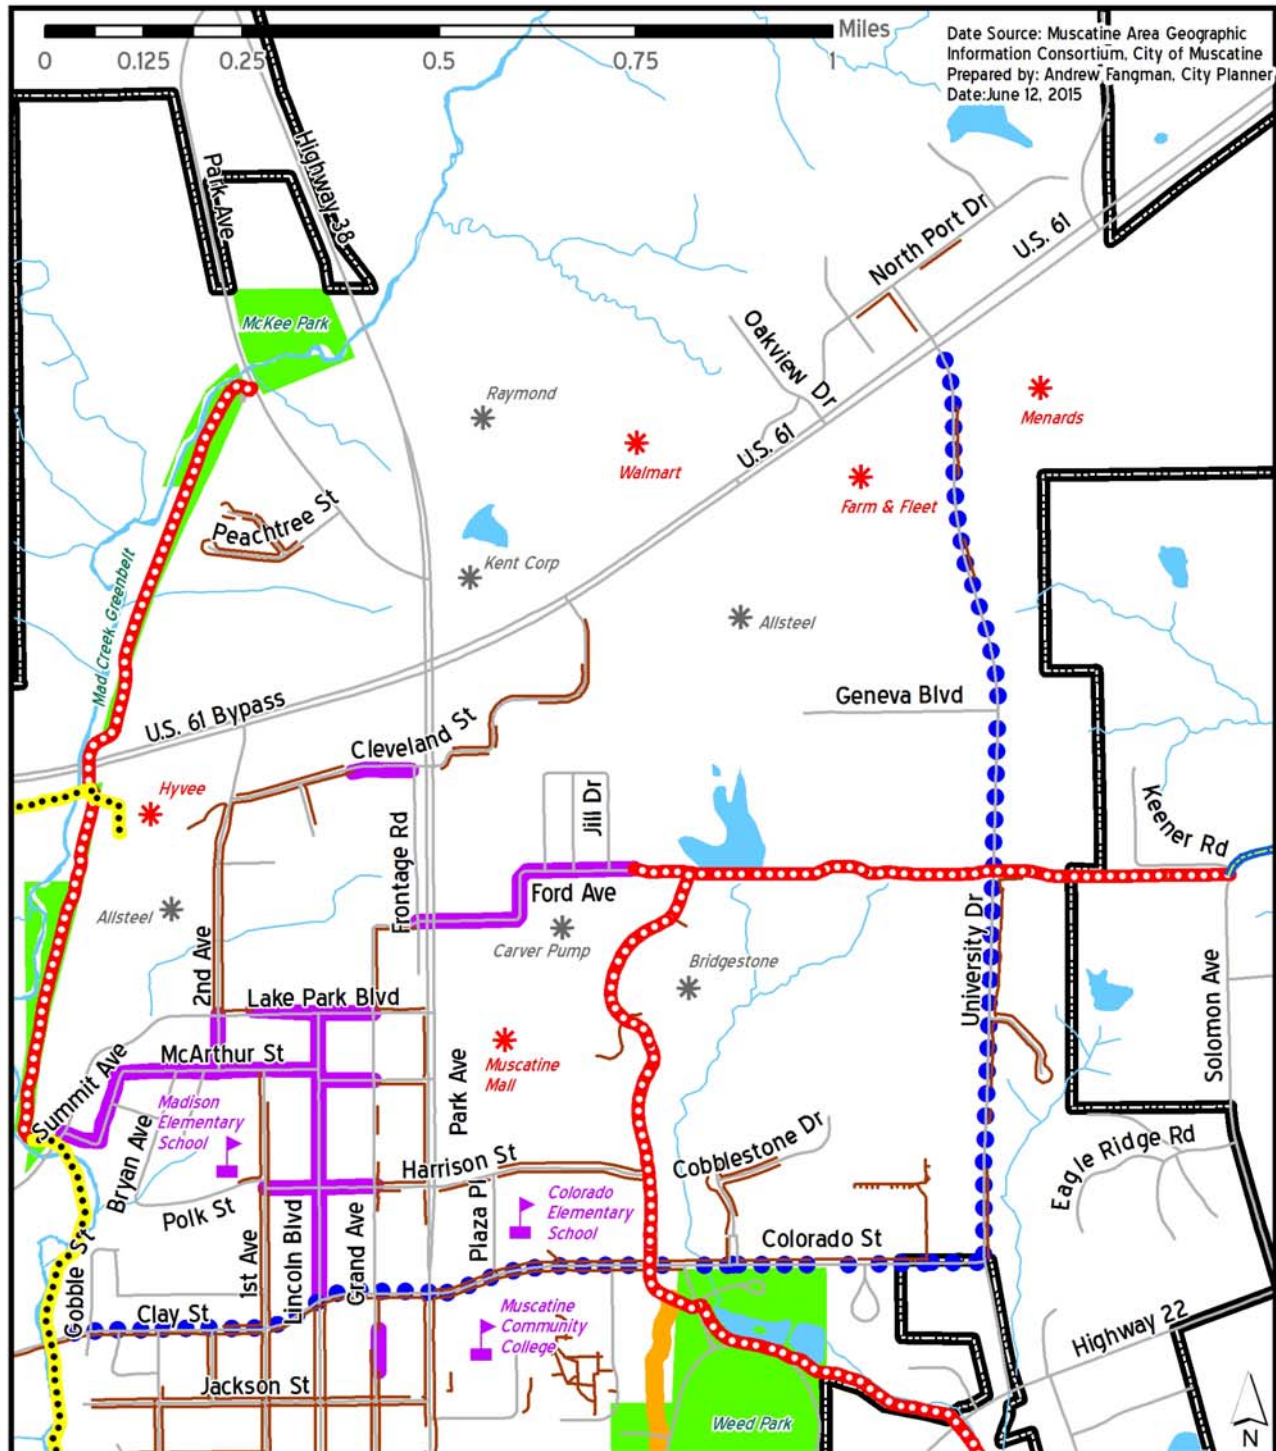 Miles
0 0.125 0.25 0.5 0.75 1
Date Source: Muscatine Area Geographic
Information Consortium, City of Muscatine
Prepared by: Andrew Fangman, City Planner
Date:June 12, 2015
Park Ave
Highway 38
North Port Dr
U.S. 61
McKee Park
Oakview Dr
Raymond
Menards
Walmart
U.S. 61
Farm & Fleet
Peachtree St
Kent Corp
Mad Creek Greenbelt
Allsteel
Geneva Blvd
U.S. 61 Bypass
Cleveland St
Hyvee
Jill Dr
Keener Rd
Frontage Rd
Ford Ave
Allsteel
Carver Pump
2nd Ave
Bridgestone
University Dr
Lake Park Blvd
Solomon Ave
Summit Ave
McArthur St
Muscatine
Mall
Park Ave
Madison
Elementary
School
Bryan Ave
Cobblestone Dr
Eagle Ridge Rd
Harrison St
Polk St
Plaza Pl
Colorado
Elementary
School
Colorado St
Gobble St
1st Ave
Lincoln Blvd
Grand Ave
Clay St
Muscatine
Community
College
Highway 22
Jackson St
Weed Park
N